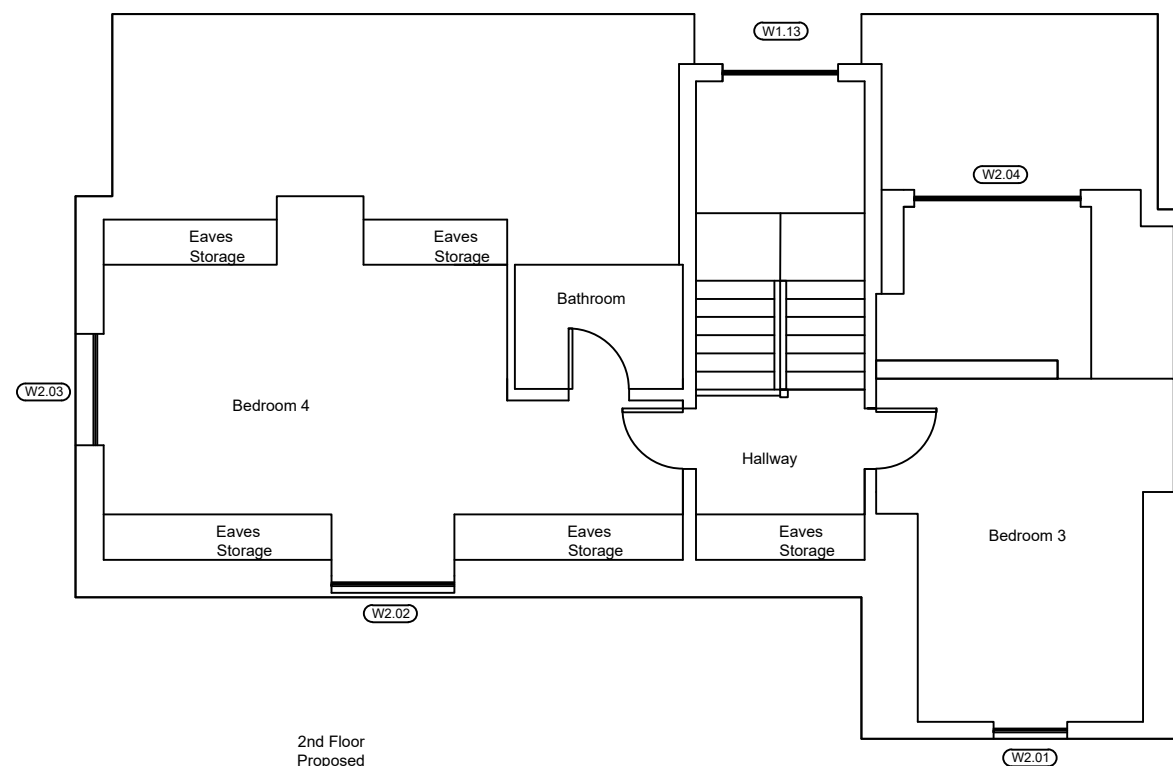 W1.13
W2.04
Eaves
Storage
Eaves
Storage
Bathroom
W2.03
Bedroom 4
Hallway
Eaves
Storage
Eaves
Storage
Eaves
Storage
Bedroom 3
W2.02
2nd Floor
Proposed
W2.01